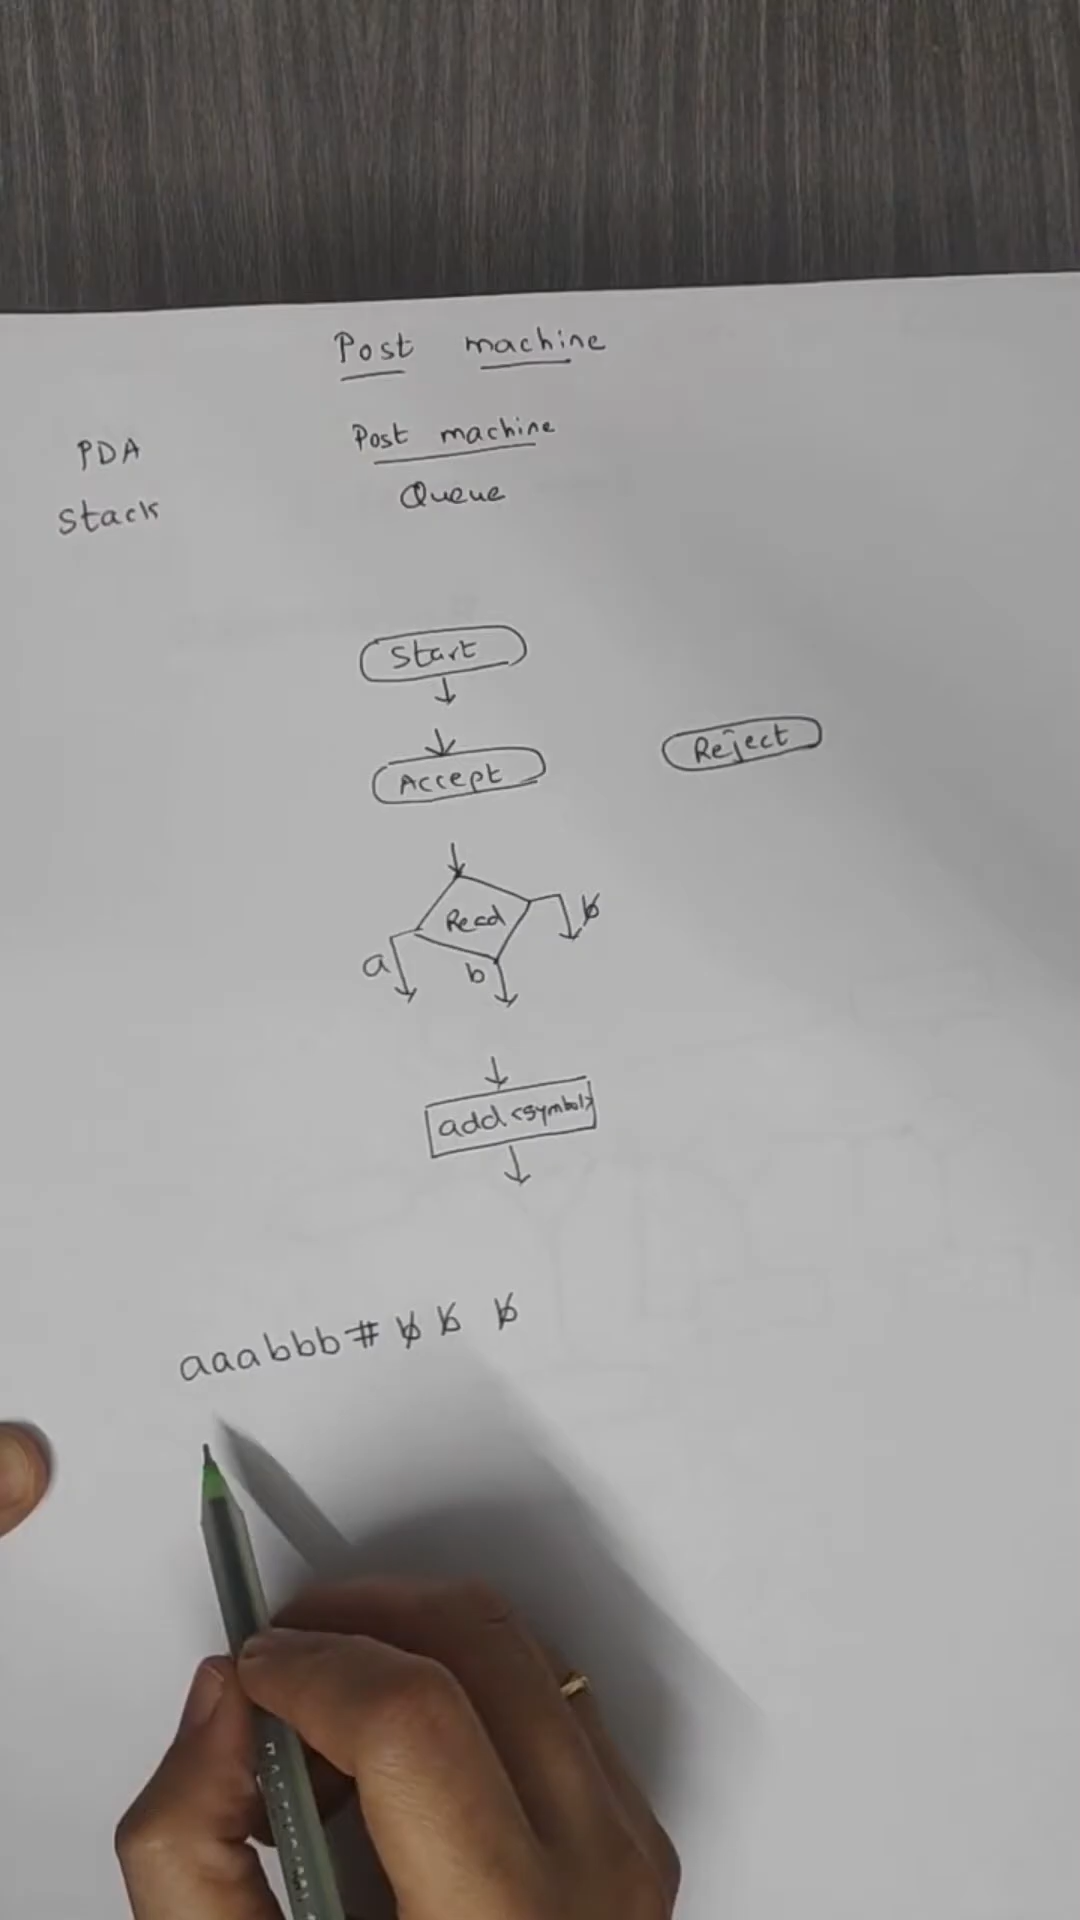 Post machine
PDA Post machine
Stack Queue
Start
Accept Reject
Read
a b b̸
add <symbol>
aaabbb # b̸ b̸ b̸